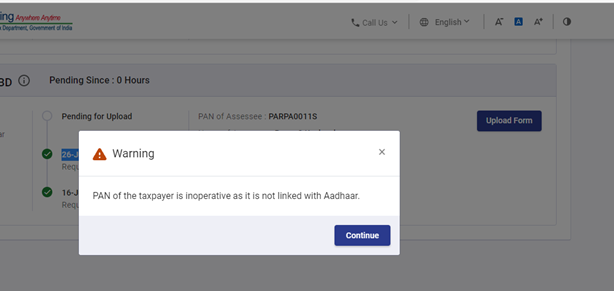 ing Anywhere Anytime
Department, Government of India
Call Us
English
A-
A
A+
BD
Pending Since : 0 Hours
Pending for Upload
PAN of Assessee : PARPA0011S
Upload Form
26-J
Requ
16-J
Requ
ar
Warning
×
PAN of the taxpayer is inoperative as it is not linked with Aadhaar.
Continue